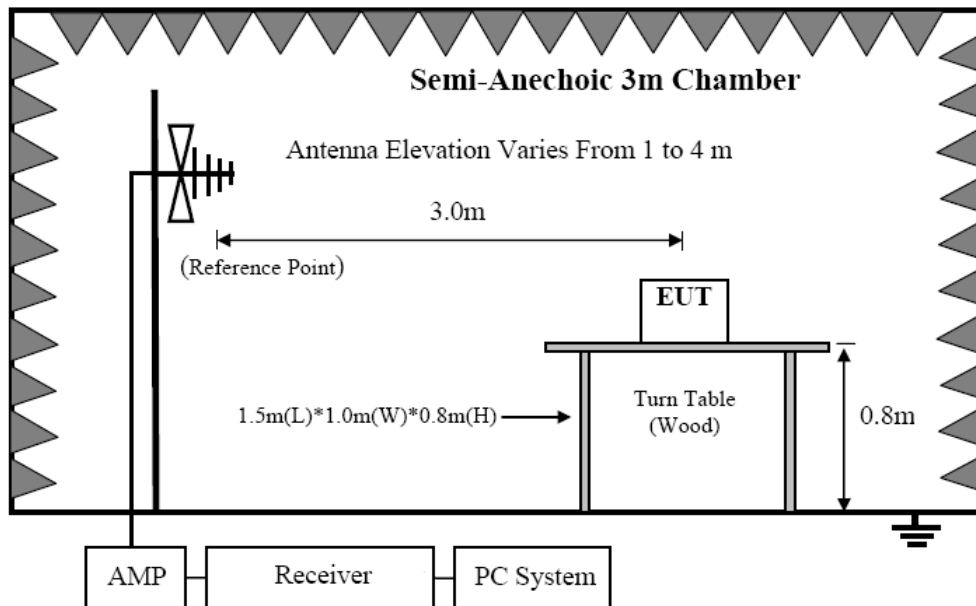 Semi-Anechoic 3m Chamber
Antenna Elevation Varies From 1 to 4 m
3.0m
(Reference Point)
EUT
1.5m(L)*1.0m(W)*0.8m(H)
Turn Table
(Wood)
0.8m
AMP
Receiver
PC System